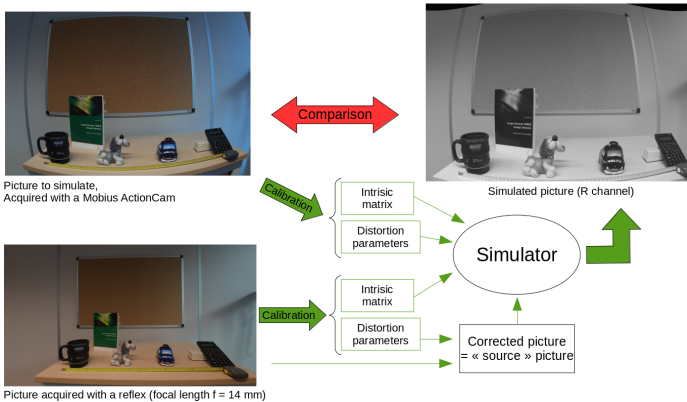 Comparison
Picture to simulate,
Acquired with a Mobius ActionCam
Simulated picture (R channel)
Calibration
Intrisic
matrix
Distortion
parameters
Simulator
Calibration
Intrisic
matrix
Distortion
parameters
Corrected picture
= « source » picture
Picture acquired with a reflex (focal length f = 14 mm)